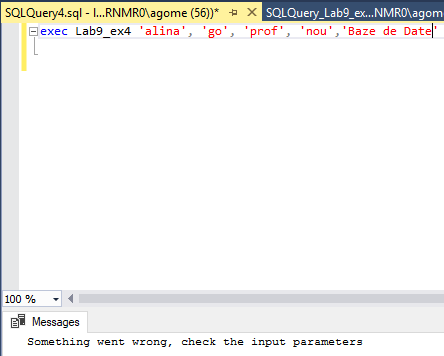 SQLQuery4.sql - l...RNMR0\agome (56))*
SQLQuery_Lab9_ex...NMR0\agome
exec Lab9_ex4 'alina', 'go', 'prof', 'nou','Baze de Date'
100 %
Messages
Something went wrong, check the input parameters